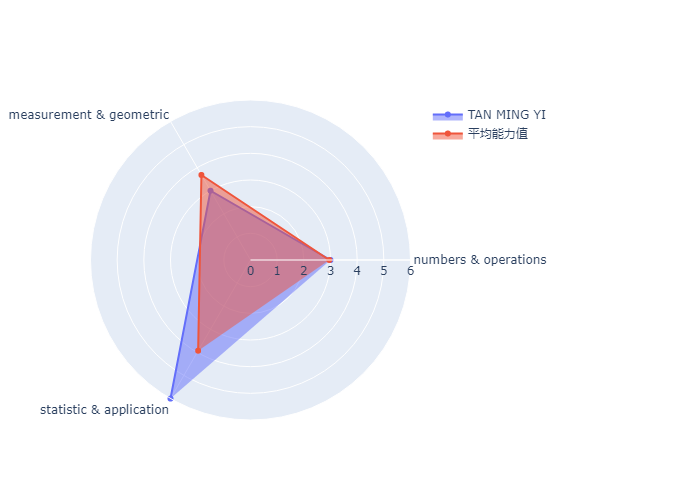 measurement & geometric
TAN MING YI
平均能力值
numbers & operations
0 1 2 3 4 5 6
statistic & application